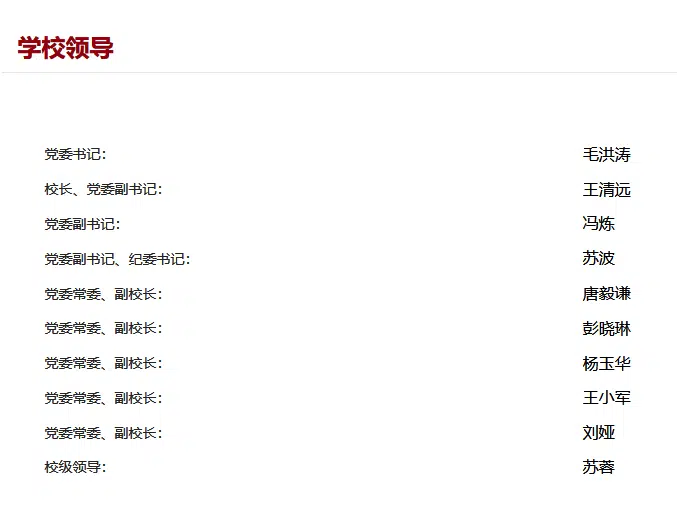 学校领导
党委书记： 毛洪涛
校长、党委副书记： 王清远
党委副书记： 冯炼
党委副书记、纪委书记： 苏波
党委常委、副校长： 唐毅谦
党委常委、副校长： 彭晓琳
党委常委、副校长： 杨玉华
党委常委、副校长： 王小军
党委常委、副校长： 刘娅
校级领导： 苏蓉